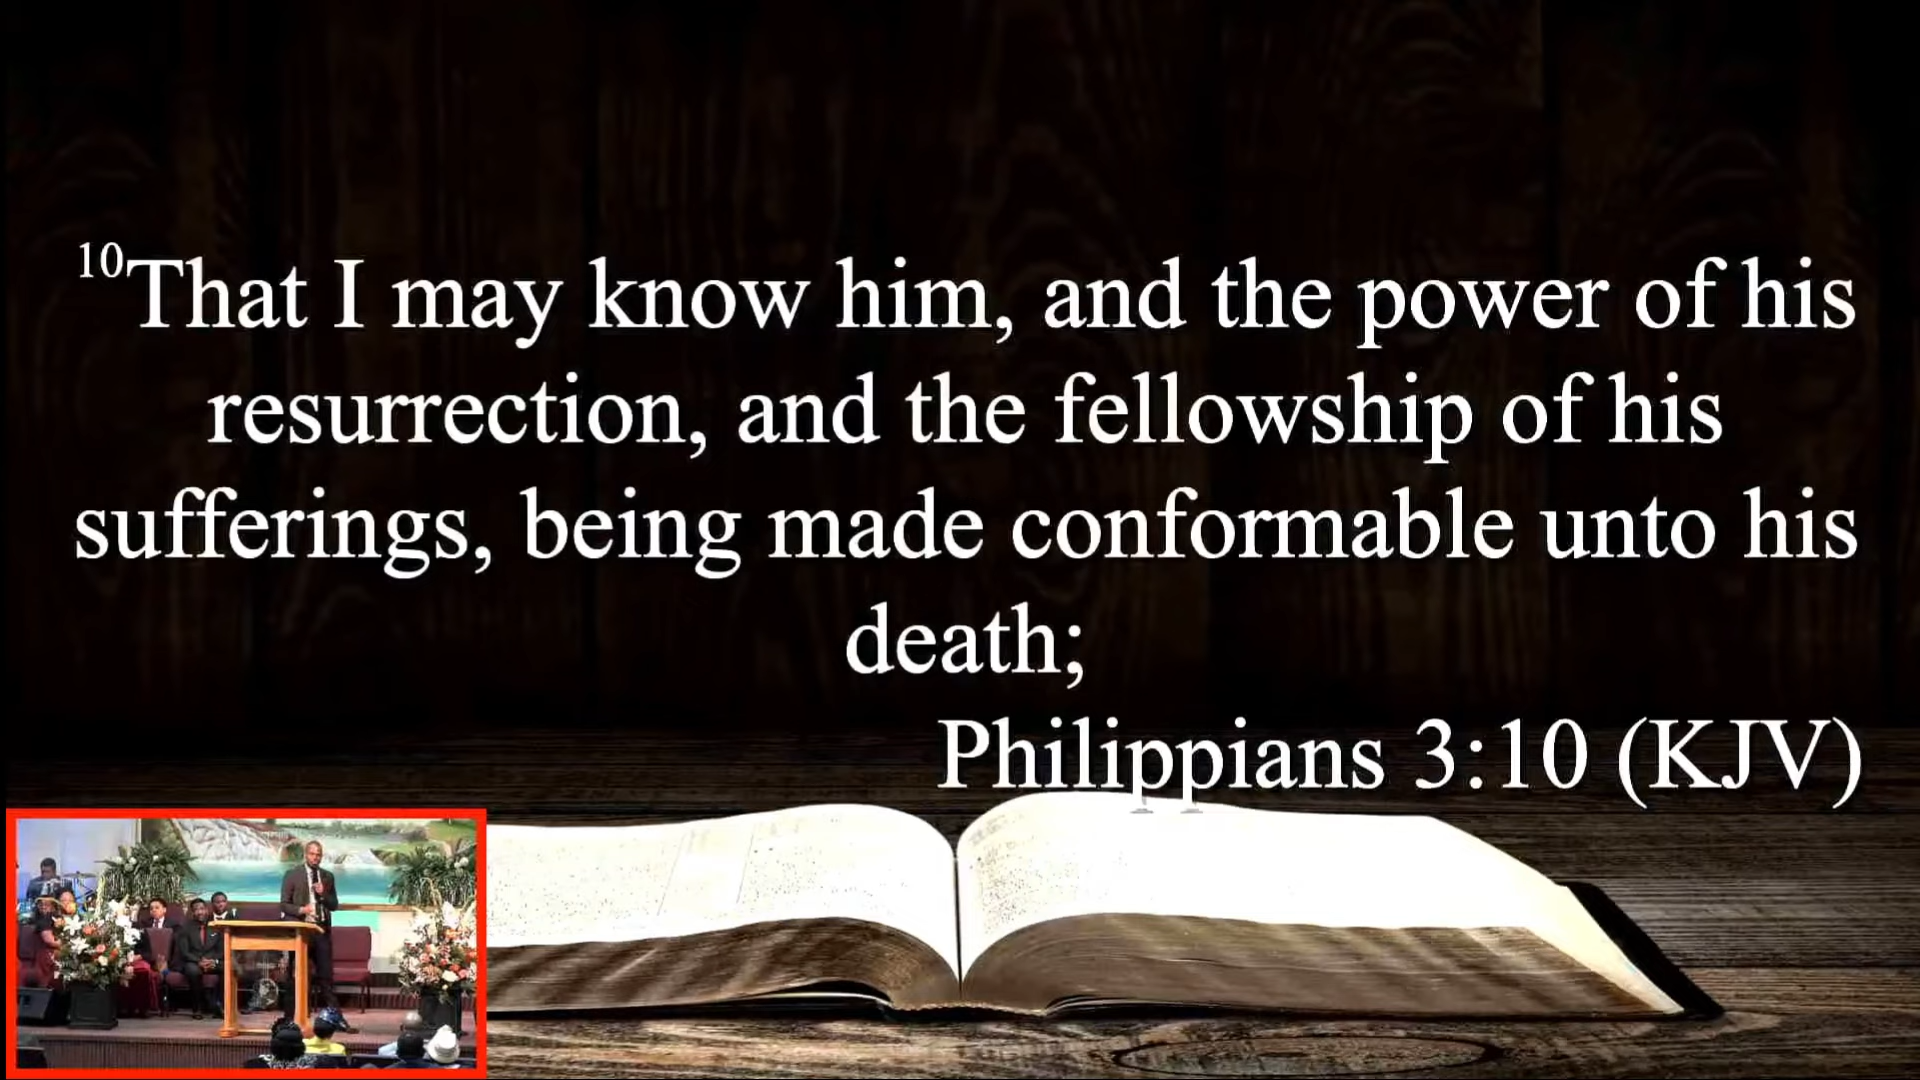 10That I may know him, and the power of his
resurrection, and the fellowship of his
sufferings, being made conformable unto his
death;
Philippians 3:10 (KJV)